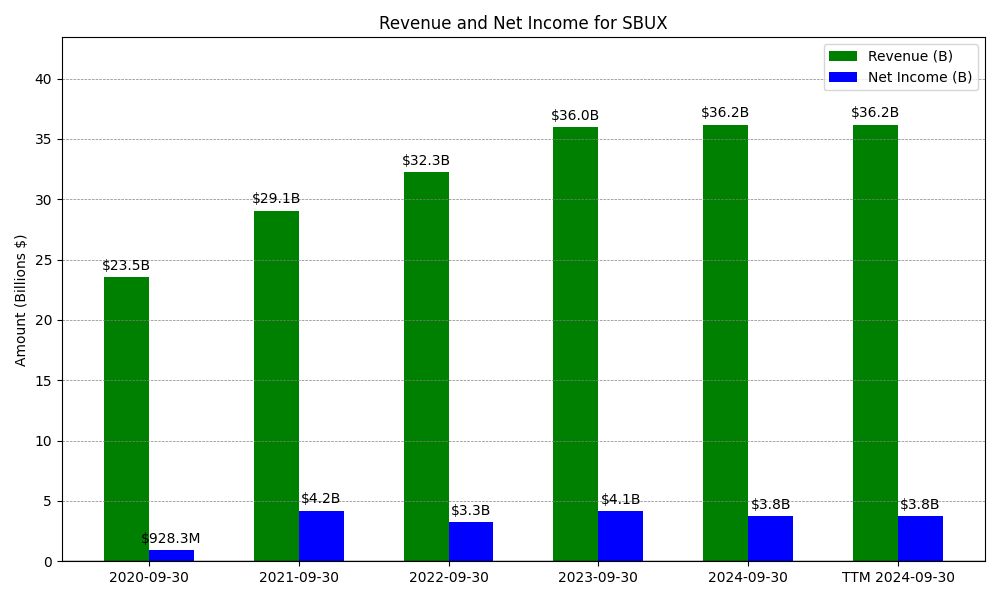 Revenue and Net Income for SBUX
Revenue (B)
Net Income (B)
Amount (Billions $)
40
35
30
25
20
15
10
5
0
$23.5B
$928.3M
$29.1B
$4.2B
$32.3B
$3.3B
$36.0B
$4.1B
$36.2B
$3.8B
$36.2B
$3.8B
2020-09-30
2021-09-30
2022-09-30
2023-09-30
2024-09-30
TTM 2024-09-30